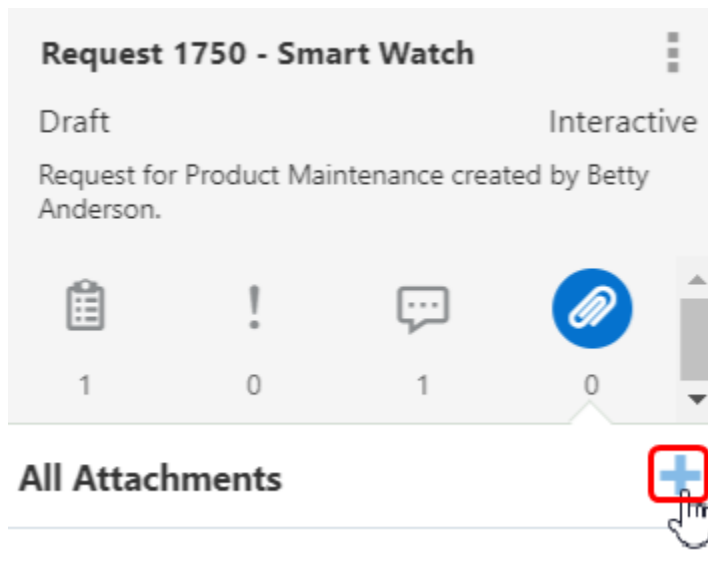 Request 1750 - Smart Watch
Draft Interactive
Request for Product Maintenance created by Betty
Anderson.
1 0 1 0
All Attachments